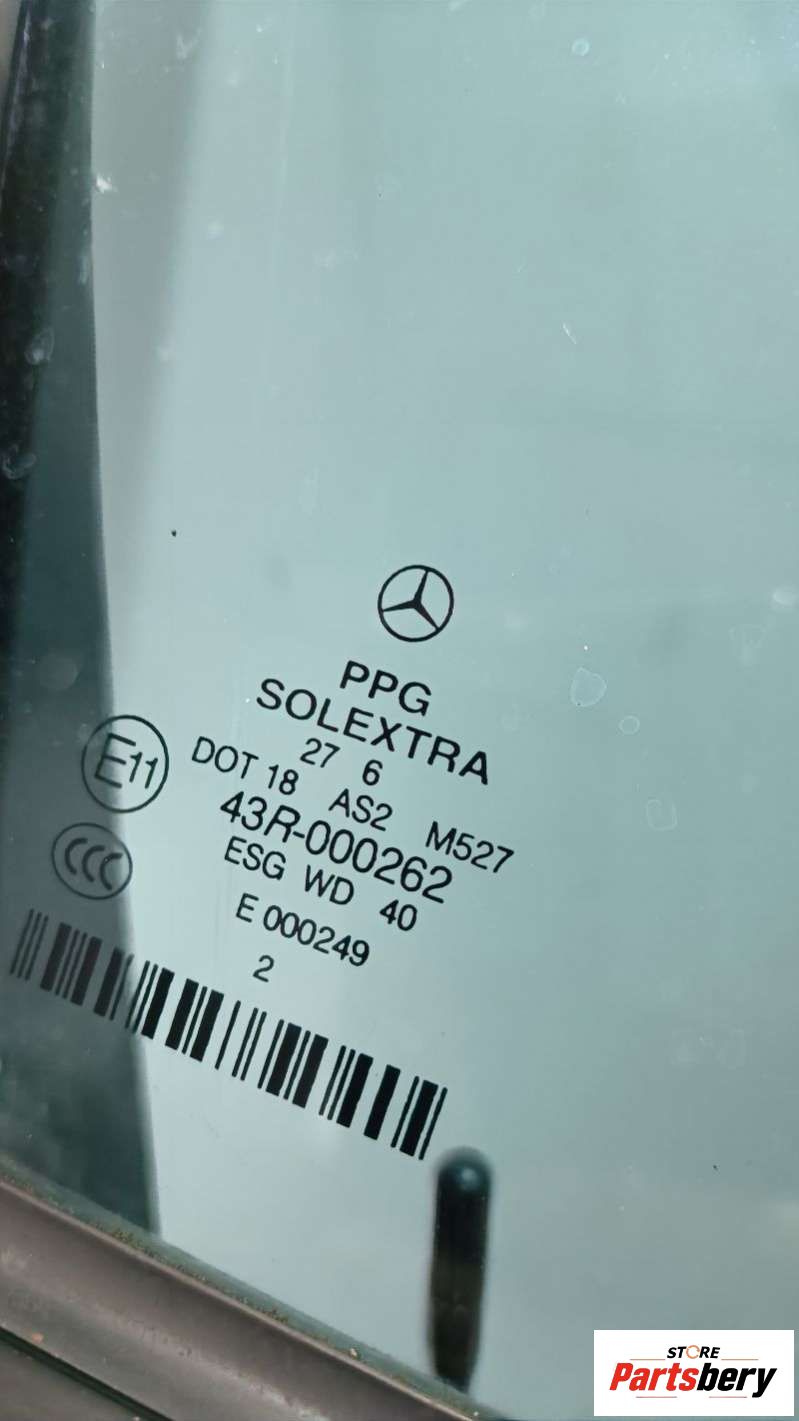 PPG
SOLEXTRA
27 6
DOT 18 AS2 M527
E11
43R-000262
CCC
ESG WD 40
E 000249
2
STORE
Partsbery